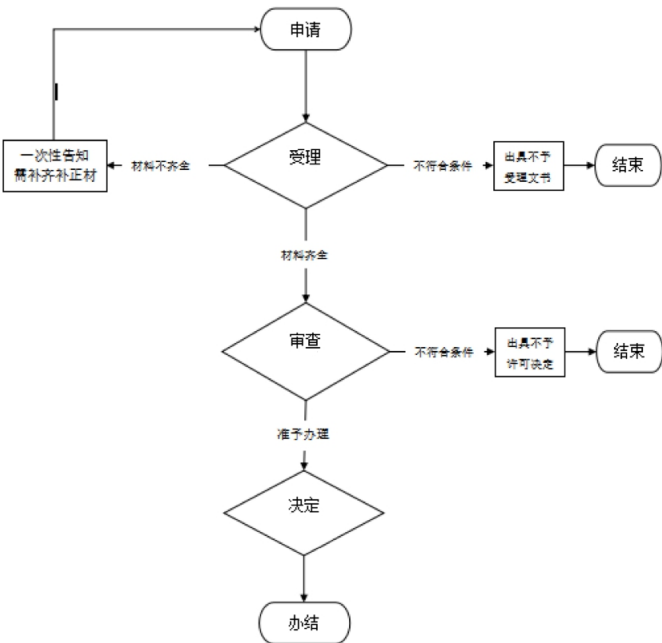 申请
受理
一次性告知
需补齐补正材
材料不齐全
不符合条件
出具不予
受理文书
结束
材料齐全
审查
不符合条件
出具不予
许可决定
结束
准予办理
决定
办结